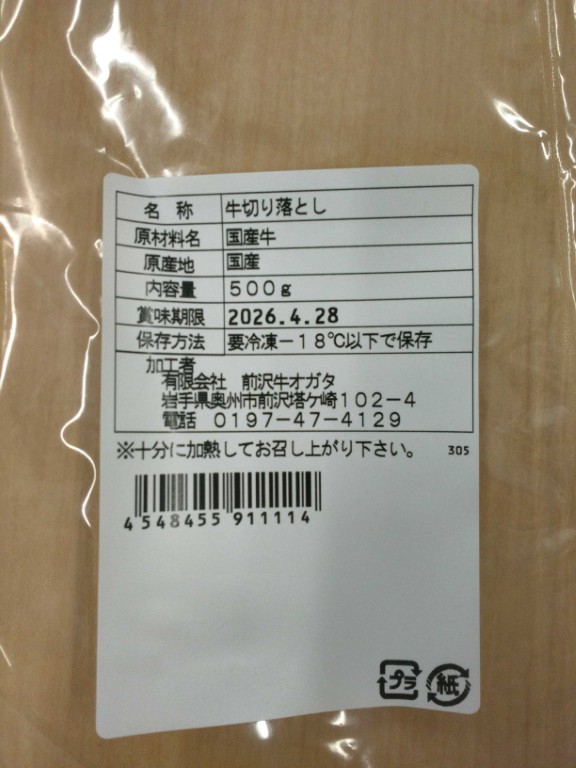 名 称 牛切り落とし
原材料名 国産牛
原産地 国産
内容量 500g
賞味期限 2026.4.28
保存方法 要冷凍-18℃以下で保存
加工者
有限会社 前沢牛オガタ
岩手県奥州市前沢塔ケ崎102-4
電話 0197-47-4129
※十分に加熱してお召し上がり下さい。 305
4548455911114
プラ 紙